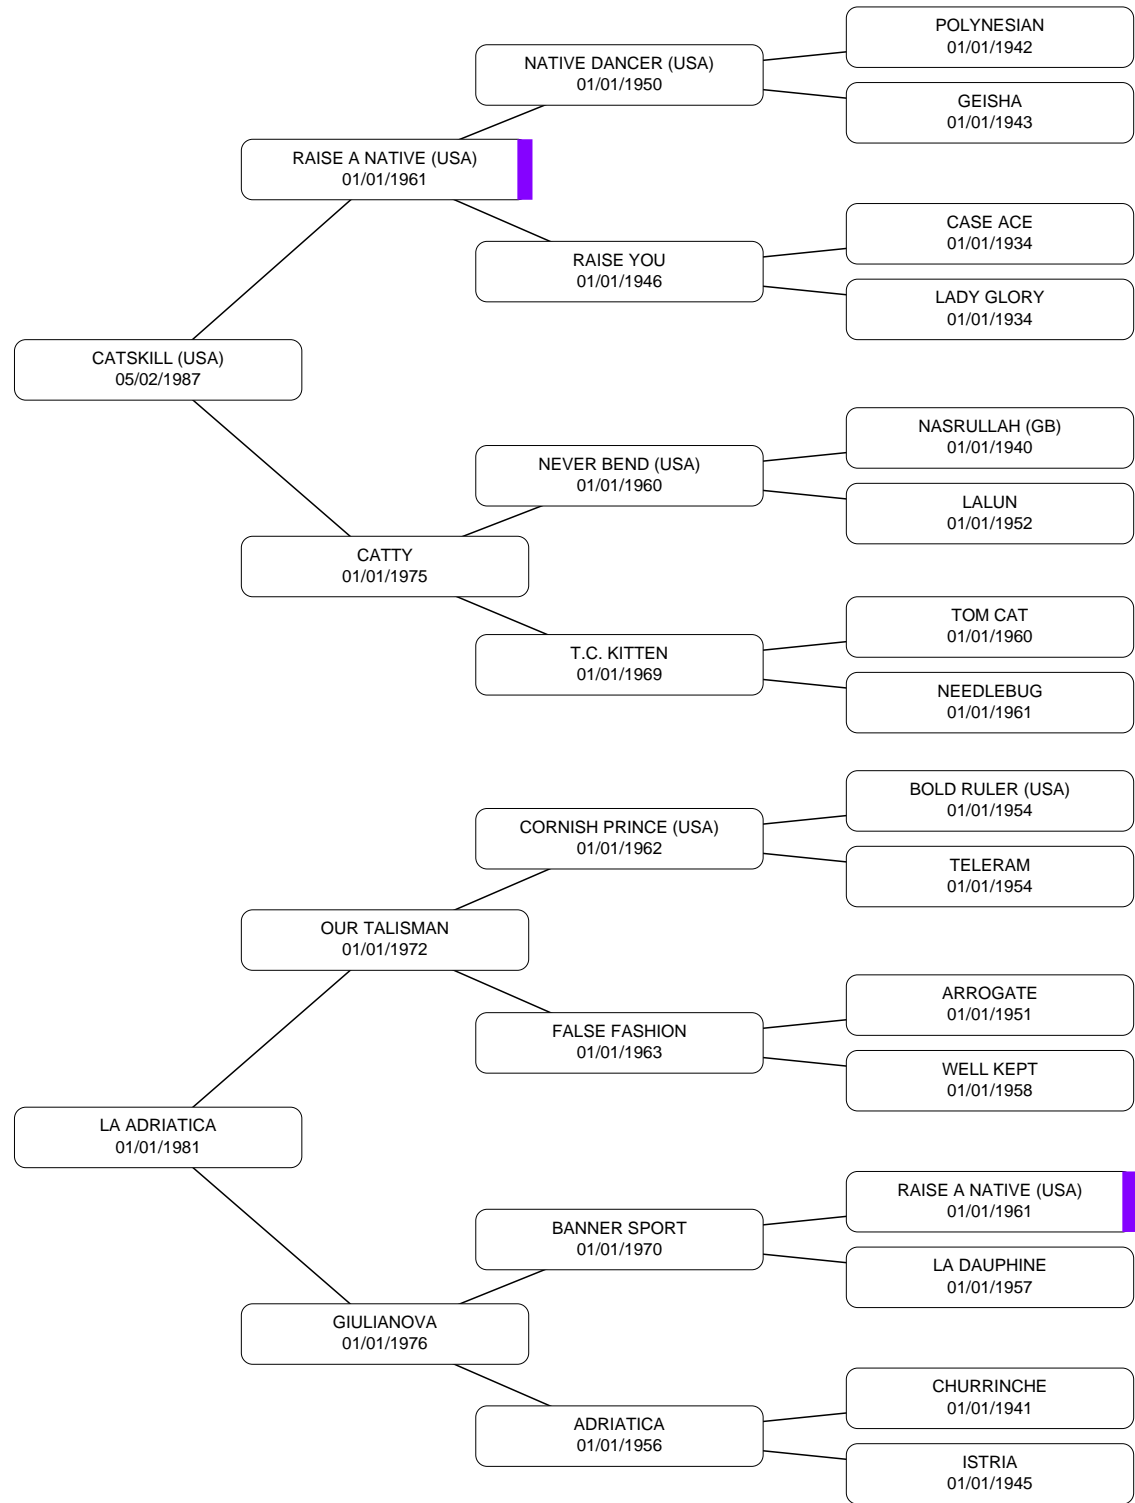 POLYNESIAN
01/01/1942
NATIVE DANCER (USA)
01/01/1950
GEISHA
01/01/1943
RAISE A NATIVE (USA)
01/01/1961
CASE ACE
01/01/1934
RAISE YOU
01/01/1946
LADY GLORY
01/01/1934
CATSKILL (USA)
05/02/1987
NASRULLAH (GB)
01/01/1940
NEVER BEND (USA)
01/01/1960
LALUN
01/01/1952
CATTY
01/01/1975
TOM CAT
01/01/1960
T.C. KITTEN
01/01/1969
NEEDLEBUG
01/01/1961
BOLD RULER (USA)
01/01/1954
CORNISH PRINCE (USA)
01/01/1962
TELERAM
01/01/1954
OUR TALISMAN
01/01/1972
ARROGATE
01/01/1951
FALSE FASHION
01/01/1963
WELL KEPT
01/01/1958
LA ADRIATICA
01/01/1981
RAISE A NATIVE (USA)
01/01/1961
BANNER SPORT
01/01/1970
LA DAUPHINE
01/01/1957
GIULIANOVA
01/01/1976
CHURRINCHE
01/01/1941
ADRIATICA
01/01/1956
ISTRIA
01/01/1945